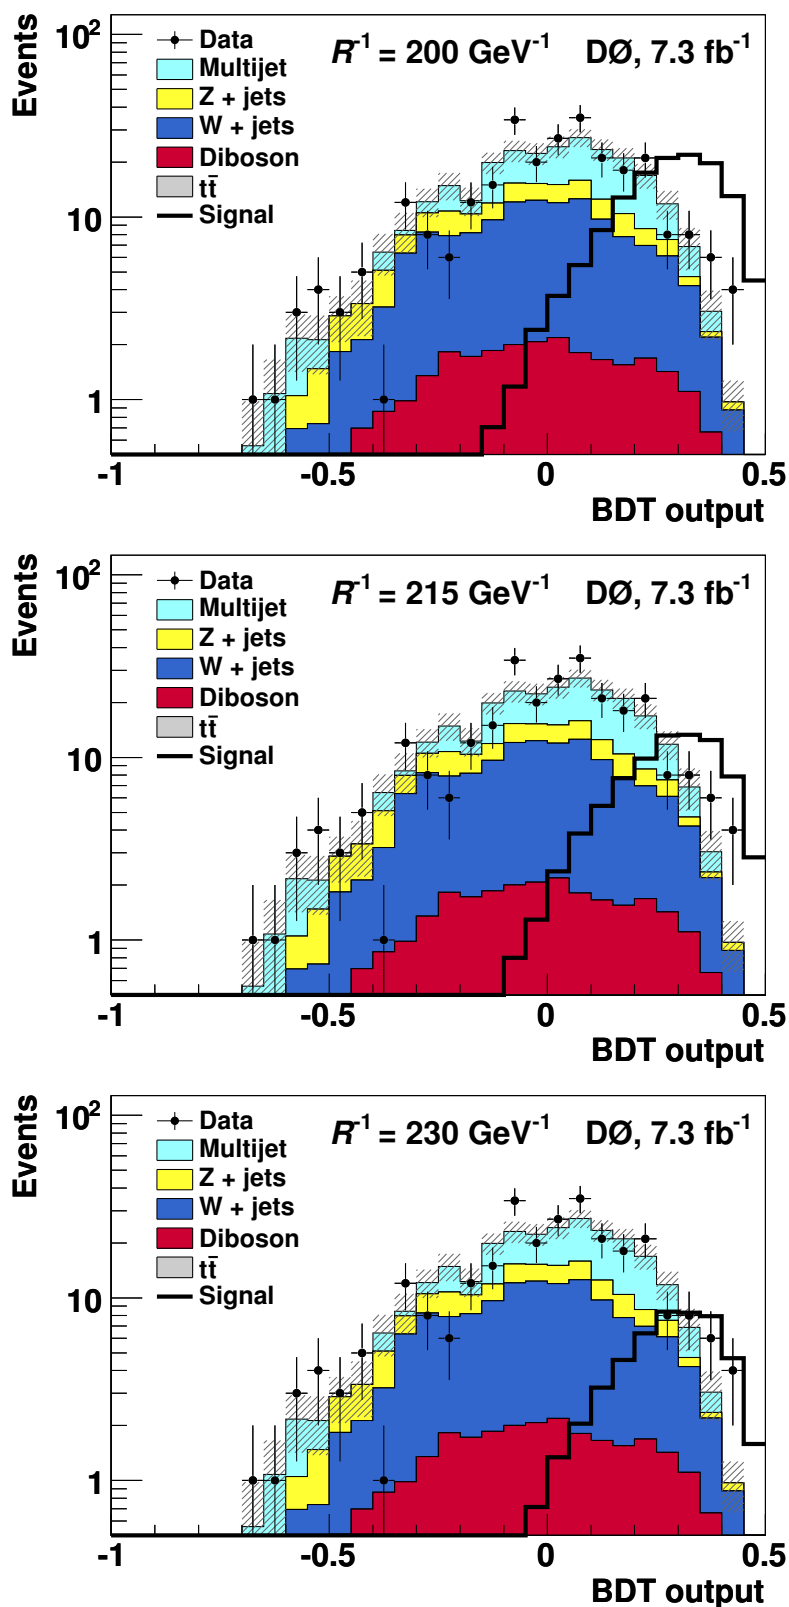 Events
10²
10
1
Data
Multijet
Z + jets
W + jets
Diboson
tt̄
Signal
R⁻¹ = 200 GeV⁻¹
DØ, 7.3 fb⁻¹
-1 -0.5 0 0.5
BDT output
Events
10²
10
1
Data
Multijet
Z + jets
W + jets
Diboson
tt̄
Signal
R⁻¹ = 215 GeV⁻¹
DØ, 7.3 fb⁻¹
-1 -0.5 0 0.5
BDT output
Events
10²
10
1
Data
Multijet
Z + jets
W + jets
Diboson
tt̄
Signal
R⁻¹ = 230 GeV⁻¹
DØ, 7.3 fb⁻¹
-1 -0.5 0 0.5
BDT output